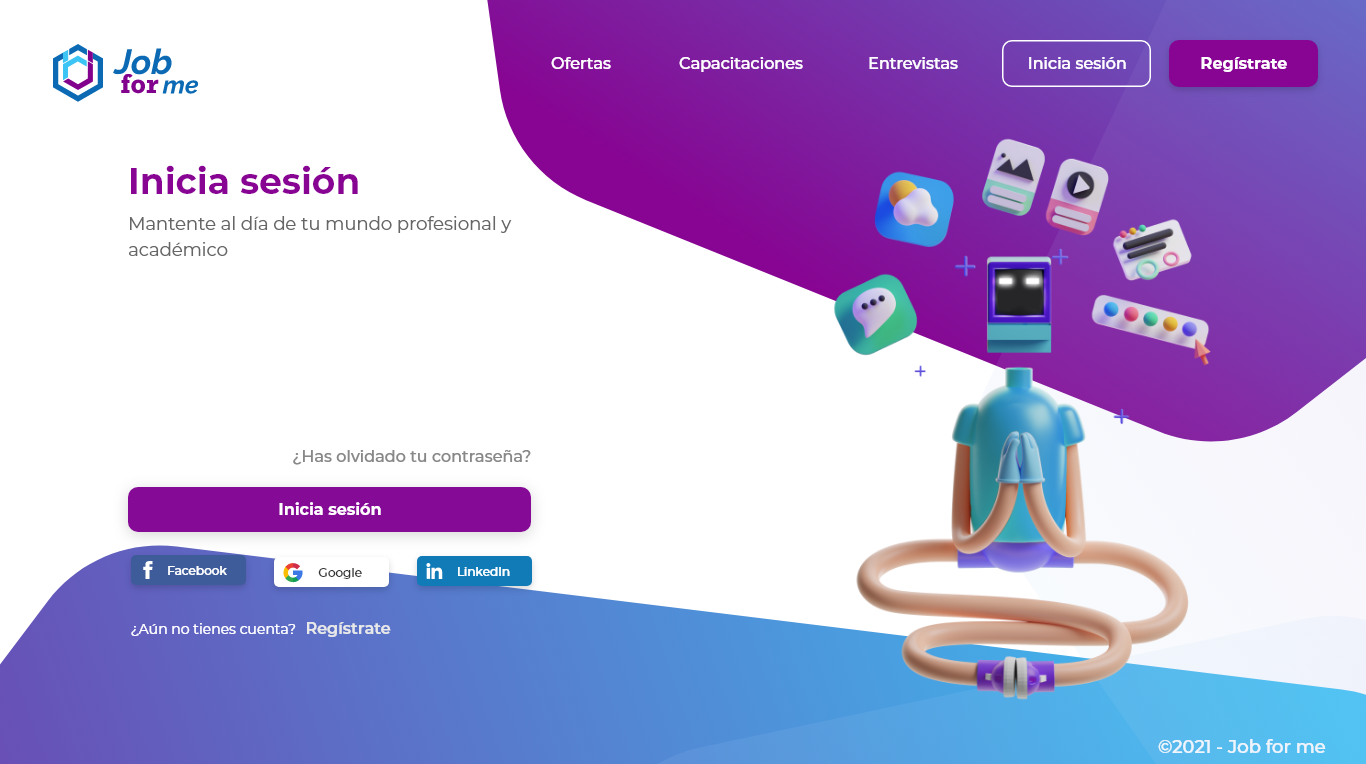 Job
for me
Ofertas
Capacitaciones
Entrevistas
Inicia sesión
Regístrate
Inicia sesión
Mantente al día de tu mundo profesional y
académico
¿Has olvidado tu contraseña?
Inicia sesión
Facebook
Google
LinkedIn
¿Aún no tienes cuenta? Regístrate
©2021 - Job for me